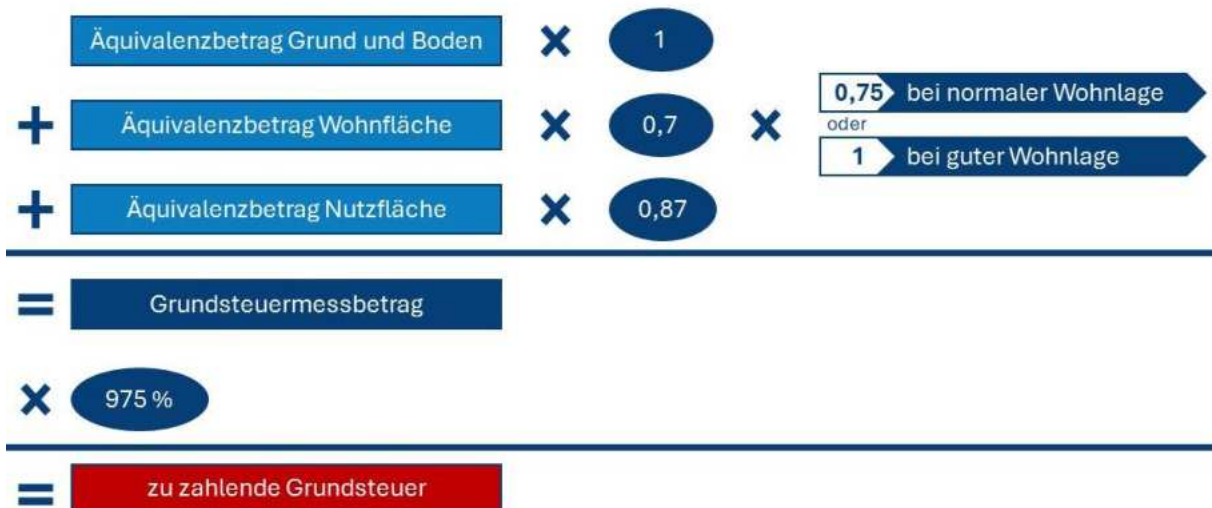 Äquivalenzbetrag Grund und Boden × 1
+ Äquivalenzbetrag Wohnfläche × 0,7 × 0,75 bei normaler Wohnlage
oder
1 bei guter Wohnlage
+ Äquivalenzbetrag Nutzfläche × 0,87
= Grundsteuermessbetrag
× 975 %
= zu zahlende Grundsteuer